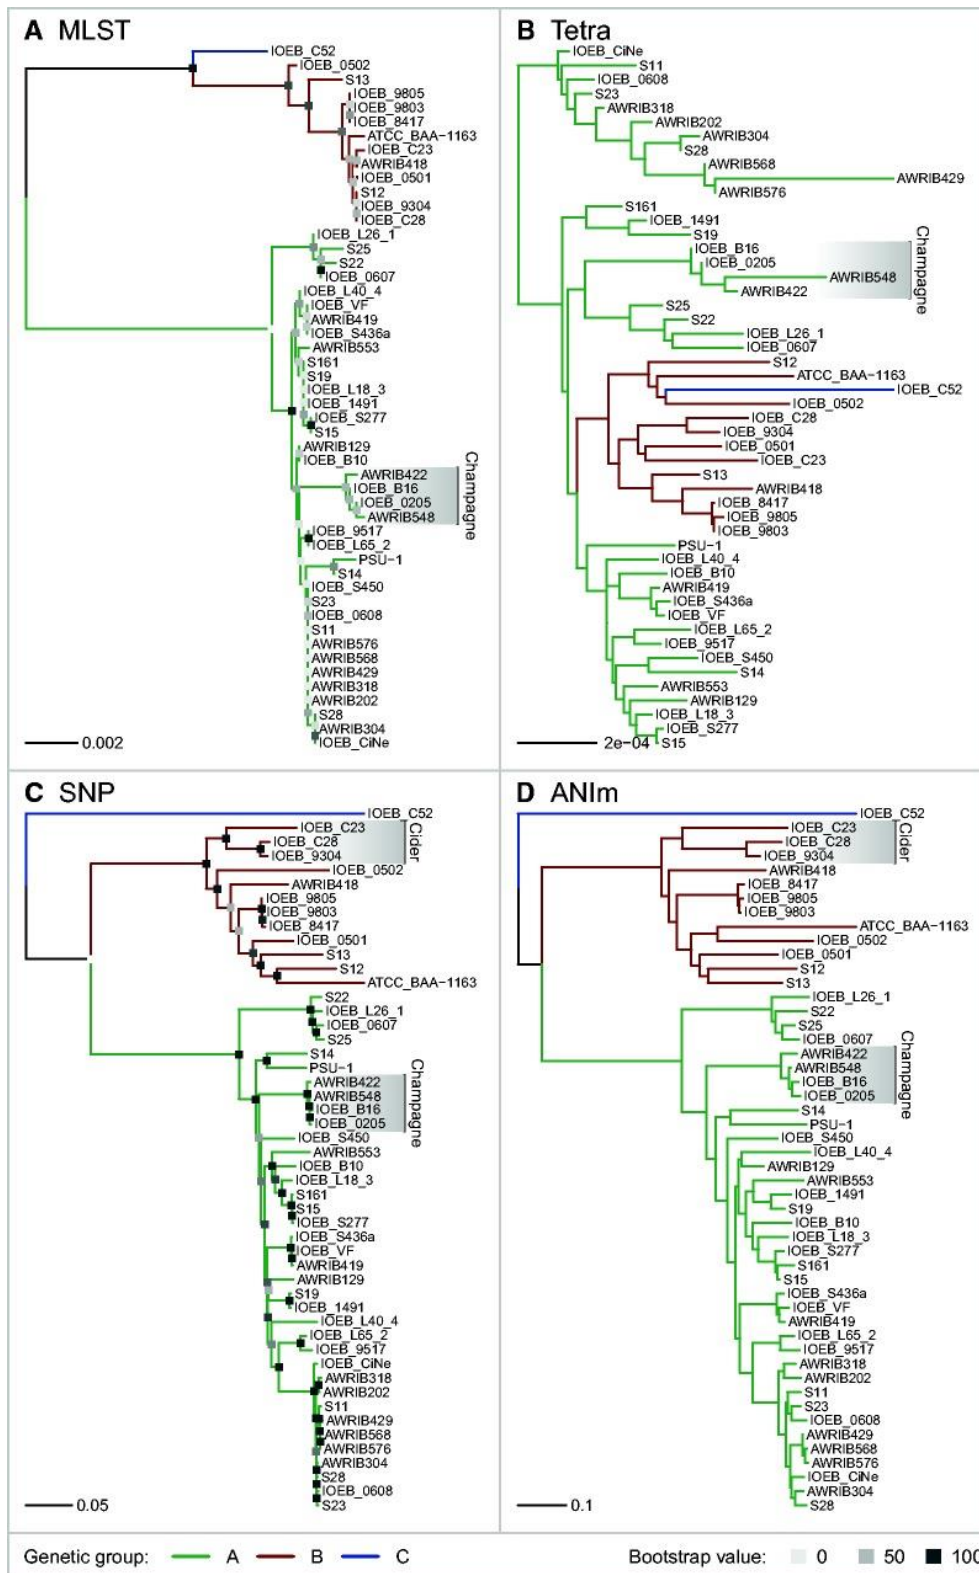 A MLST
IOEB_C52
IOEB_0502
S13
IOEB_9805
IOEB_9803
IOEB_8417
ATCC_BAA-1163
IOEB_C23
AWRIB418
IOEB_0501
S12
IOEB_9304
IOEB_C28
IOEB_L26_1
S25
S22
IOEB_0607
IOEB_L40_4
IOEB_VF
AWRIB419
IOEB_S436a
AWRIB553
S161
S19
IOEB_L18_3
IOEB_1491
IOEB_S277
S15
AWRIB129
IOEB_B10
AWRIB422
IOEB_B16
IOEB_0205
AWRIB548
Champagne
IOEB_9517
IOEB_L65_2
PSU-1
S14
IOEB_S450
S23
IOEB_0608
S11
AWRIB576
AWRIB568
AWRIB429
AWRIB318
AWRIB202
S28
AWRIB304
IOEB_CiNe
0.002
B Tetra
IOEB_CiNe
S11
IOEB_0608
S23
AWRIB318
AWRIB202
AWRIB304
S28
AWRIB568
AWRIB429
AWRIB576
S161
IOEB_1491
S19
IOEB_B16
IOEB_0205
AWRIB548
AWRIB422
Champagne
S25
S22
IOEB_L26_1
IOEB_0607
S12
ATCC_BAA-1163
IOEB_C52
IOEB_0502
IOEB_C28
IOEB_9304
IOEB_0501
IOEB_C23
S13
AWRIB418
IOEB_8417
IOEB_9805
IOEB_9803
PSU-1
IOEB_L40_4
IOEB_B10
AWRIB419
IOEB_S436a
IOEB_VF
IOEB_L65_2
IOEB_9517
IOEB_S450
S14
AWRIB553
AWRIB129
IOEB_L18_3
IOEB_S277
S15
2e-04
C SNP
IOEB_C52
IOEB_C23
IOEB_C28
IOEB_9304
Cider
IOEB_0502
AWRIB418
IOEB_9805
IOEB_9803
IOEB_8417
IOEB_0501
S13
S12
ATCC_BAA-1163
S22
IOEB_L26_1
IOEB_0607
S25
S14
PSU-1
AWRIB422
AWRIB548
IOEB_B16
IOEB_0205
Champagne
IOEB_S450
AWRIB553
IOEB_B10
IOEB_L18_3
S161
S15
IOEB_S277
IOEB_S436a
IOEB_VF
AWRIB419
AWRIB129
S19
IOEB_1491
IOEB_L40_4
IOEB_L65_2
IOEB_9517
IOEB_CiNe
AWRIB318
AWRIB202
S11
AWRIB429
AWRIB568
AWRIB576
AWRIB304
S28
IOEB_0608
S23
0.05
D ANIm
IOEB_C52
IOEB_C23
IOEB_C28
IOEB_9304
Cider
AWRIB418
IOEB_8417
IOEB_9805
IOEB_9803
ATCC_BAA-1163
IOEB_0502
IOEB_0501
S12
S13
IOEB_L26_1
S22
S25
IOEB_0607
AWRIB422
AWRIB548
IOEB_B16
IOEB_0205
Champagne
S14
PSU-1
IOEB_S450
IOEB_L40_4
AWRIB129
AWRIB553
IOEB_1491
S19
IOEB_B10
IOEB_L18_3
IOEB_S277
S161
S15
IOEB_S436a
IOEB_VF
AWRIB419
IOEB_L65_2
IOEB_9517
AWRIB318
AWRIB202
S11
S23
IOEB_0608
AWRIB429
AWRIB568
AWRIB576
IOEB_CiNe
AWRIB304
S28
0.1
Genetic group: A B C Bootstrap value: 0 50 100